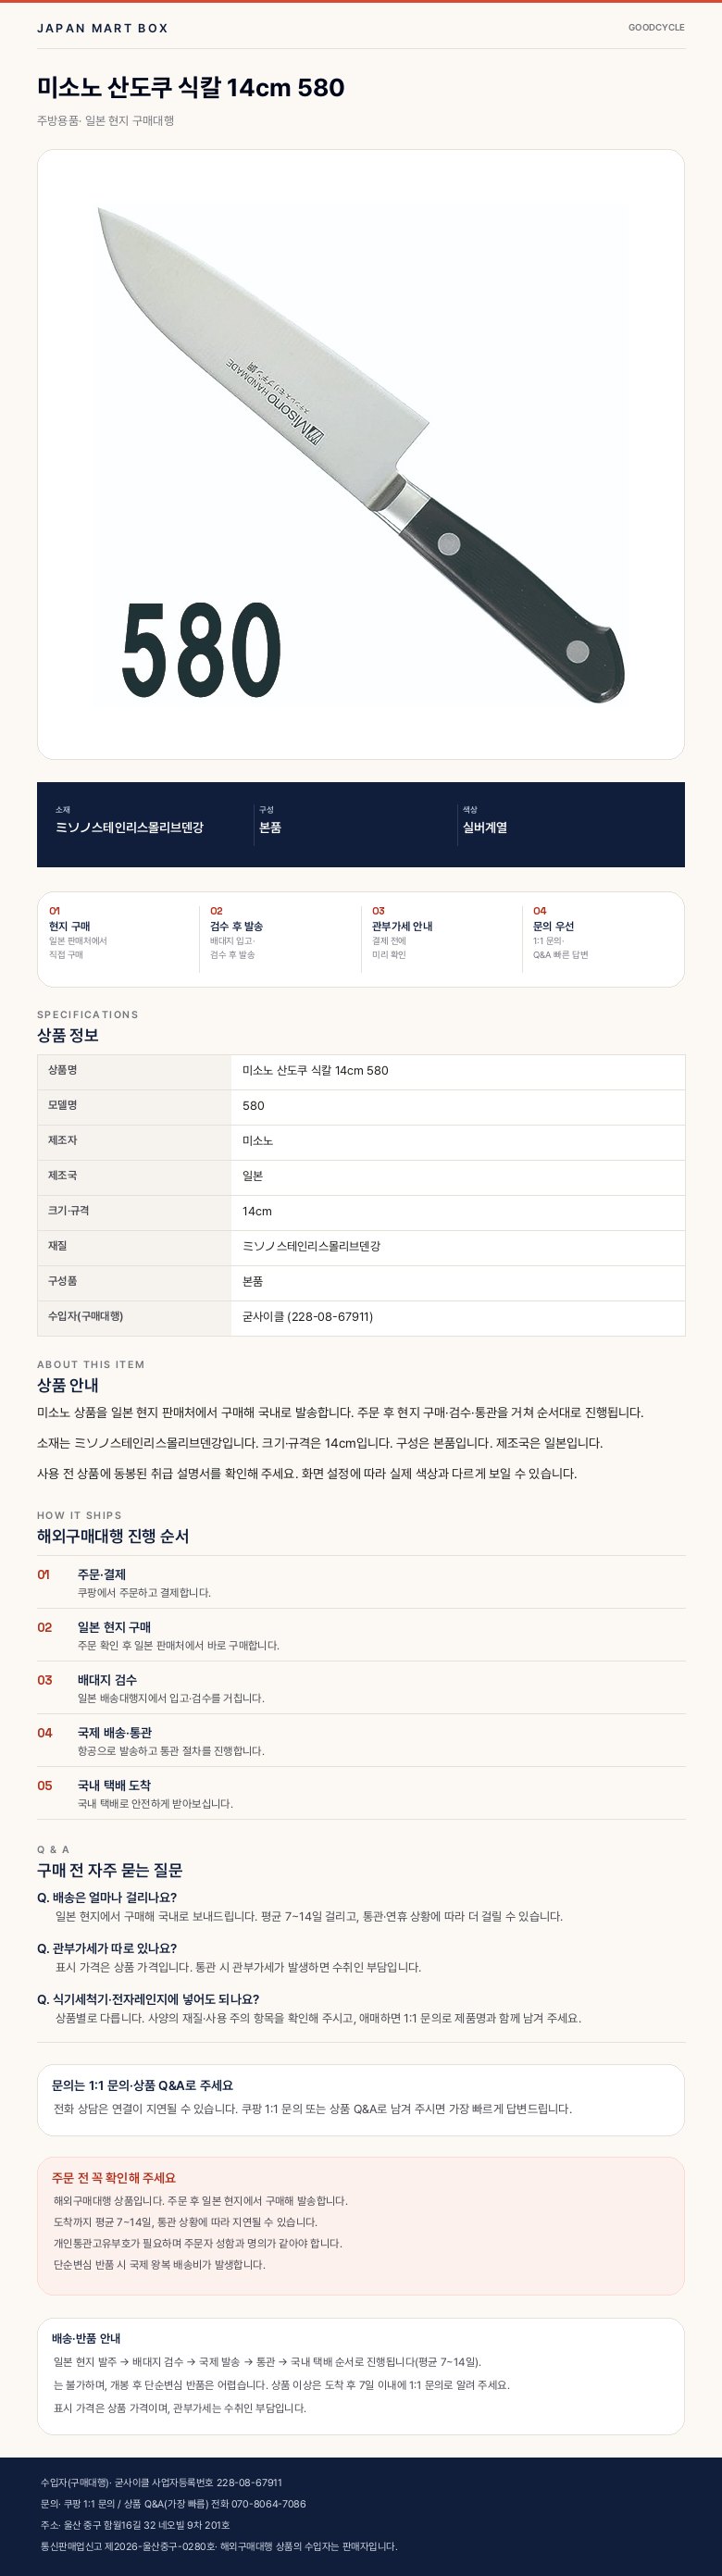 JAPAN MART BOX
GOODCYCLE
미소노 산도쿠 식칼 14cm 580
주방용품· 일본 현지 구매대행
Misono HANDMADE
580
소재
ミソノ스테인리스몰리브덴강
구성
본품
색상
실버계열
01
현지 구매
일본 판매처에서
직접 구매
02
검수 후 발송
배대지 입고·
검수 후 발송
03
관부가세 안내
결제 전에
미리 확인
04
문의 우선
1:1 문의·
Q&A 빠른 답변
SPECIFICATIONS
상품 정보
상품명 미소노 산도쿠 식칼 14cm 580
모델명 580
제조자 미소노
제조국 일본
크기·규격 14cm
재질 ミソノ스테인리스몰리브덴강
구성품 본품
수입자(구매대행) 굳사이클 (228-08-67911)
ABOUT THIS ITEM
상품 안내
미소노 상품을 일본 현지 판매처에서 구매해 국내로 발송합니다. 주문 후 현지 구매·검수·통관을 거쳐 순서대로 진행됩니다.
소재는 ミソノ스테인리스몰리브덴강입니다. 크기·규격은 14cm입니다. 구성은 본품입니다. 제조국은 일본입니다.
사용 전 상품에 동봉된 취급 설명서를 확인해 주세요. 화면 설정에 따라 실제 색상과 다르게 보일 수 있습니다.
HOW IT SHIPS
해외구매대행 진행 순서
01 주문·결제
쿠팡에서 주문하고 결제합니다.
02 일본 현지 구매
주문 확인 후 일본 판매처에서 바로 구매합니다.
03 배대지 검수
일본 배송대행지에서 입고·검수를 거칩니다.
04 국제 배송·통관
항공으로 발송하고 통관 절차를 진행합니다.
05 국내 택배 도착
국내 택배로 안전하게 받아보십니다.
Q & A
구매 전 자주 묻는 질문
Q. 배송은 얼마나 걸리나요?
일본 현지에서 구매해 국내로 보내드립니다. 평균 7~14일 걸리고, 통관·연휴 상황에 따라 더 걸릴 수 있습니다.
Q. 관부가세가 따로 있나요?
표시 가격은 상품 가격입니다. 통관 시 관부가세가 발생하면 수취인 부담입니다.
Q. 식기세척기·전자레인지에 넣어도 되나요?
상품별로 다릅니다. 사양의 재질·사용 주의 항목을 확인해 주시고, 애매하면 1:1 문의로 제품명과 함께 남겨 주세요.
문의는 1:1 문의·상품 Q&A로 주세요
전화 상담은 연결이 지연될 수 있습니다. 쿠팡 1:1 문의 또는 상품 Q&A로 남겨 주시면 가장 빠르게 답변드립니다.
주문 전 꼭 확인해 주세요
해외구매대행 상품입니다. 주문 후 일본 현지에서 구매해 발송합니다.
도착까지 평균 7~14일, 통관 상황에 따라 지연될 수 있습니다.
개인통관고유부호가 필요하며 주문자 성함과 명의가 같아야 합니다.
단순변심 반품 시 국제 왕복 배송비가 발생합니다.
배송·반품 안내
일본 현지 발주 → 배대지 검수 → 국제 발송 → 통관 → 국내 택배 순서로 진행됩니다(평균 7~14일).
는 불가하며, 개봉 후 단순변심 반품은 어렵습니다. 상품 이상은 도착 후 7일 이내에 1:1 문의로 알려 주세요.
표시 가격은 상품 가격이며, 관부가세는 수취인 부담입니다.
수입자(구매대행)· 굳사이클 사업자등록번호 228-08-67911
문의· 쿠팡 1:1 문의 / 상품 Q&A(가장 빠름) 전화 070-8064-7086
주소· 울산 중구 함월16길 32 네오빌 9차 201호
통신판매업신고 제2026-울산중구-0280호· 해외구매대행 상품의 수입자는 판매자입니다.